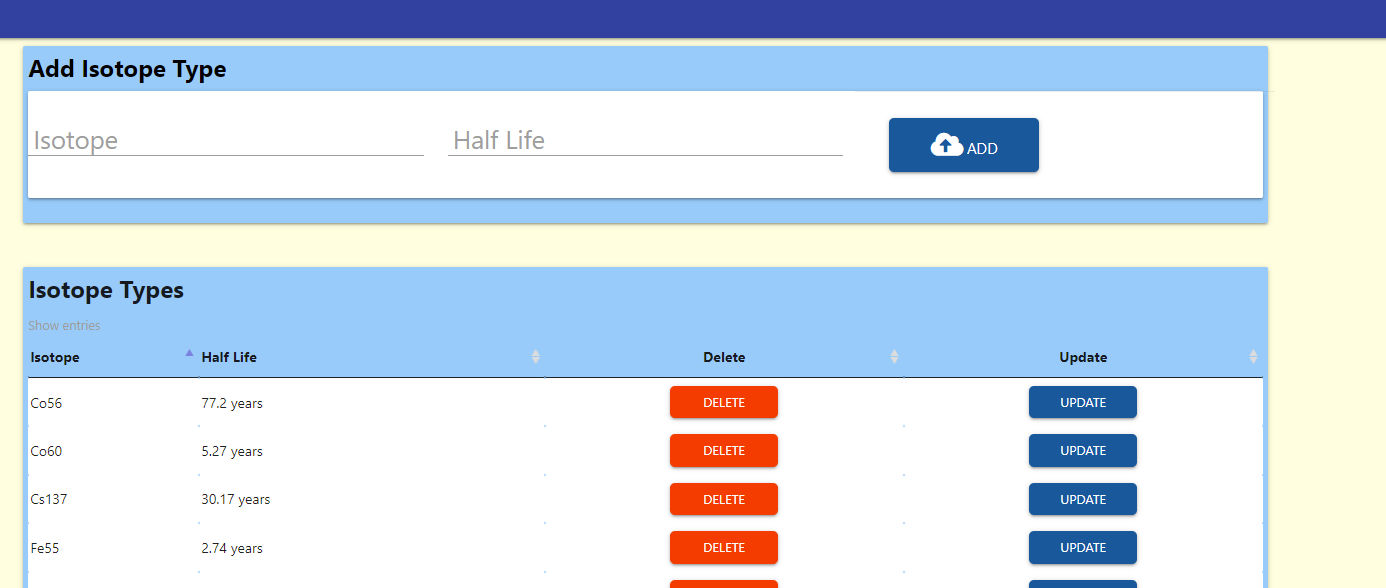 Add Isotope Type
Isotope Half Life ADD
Isotope Types
Show entries
Isotope Half Life Delete Update
Co56 77.2 years DELETE UPDATE
Co60 5.27 years DELETE UPDATE
Cs137 30.17 years DELETE UPDATE
Fe55 2.74 years DELETE UPDATE